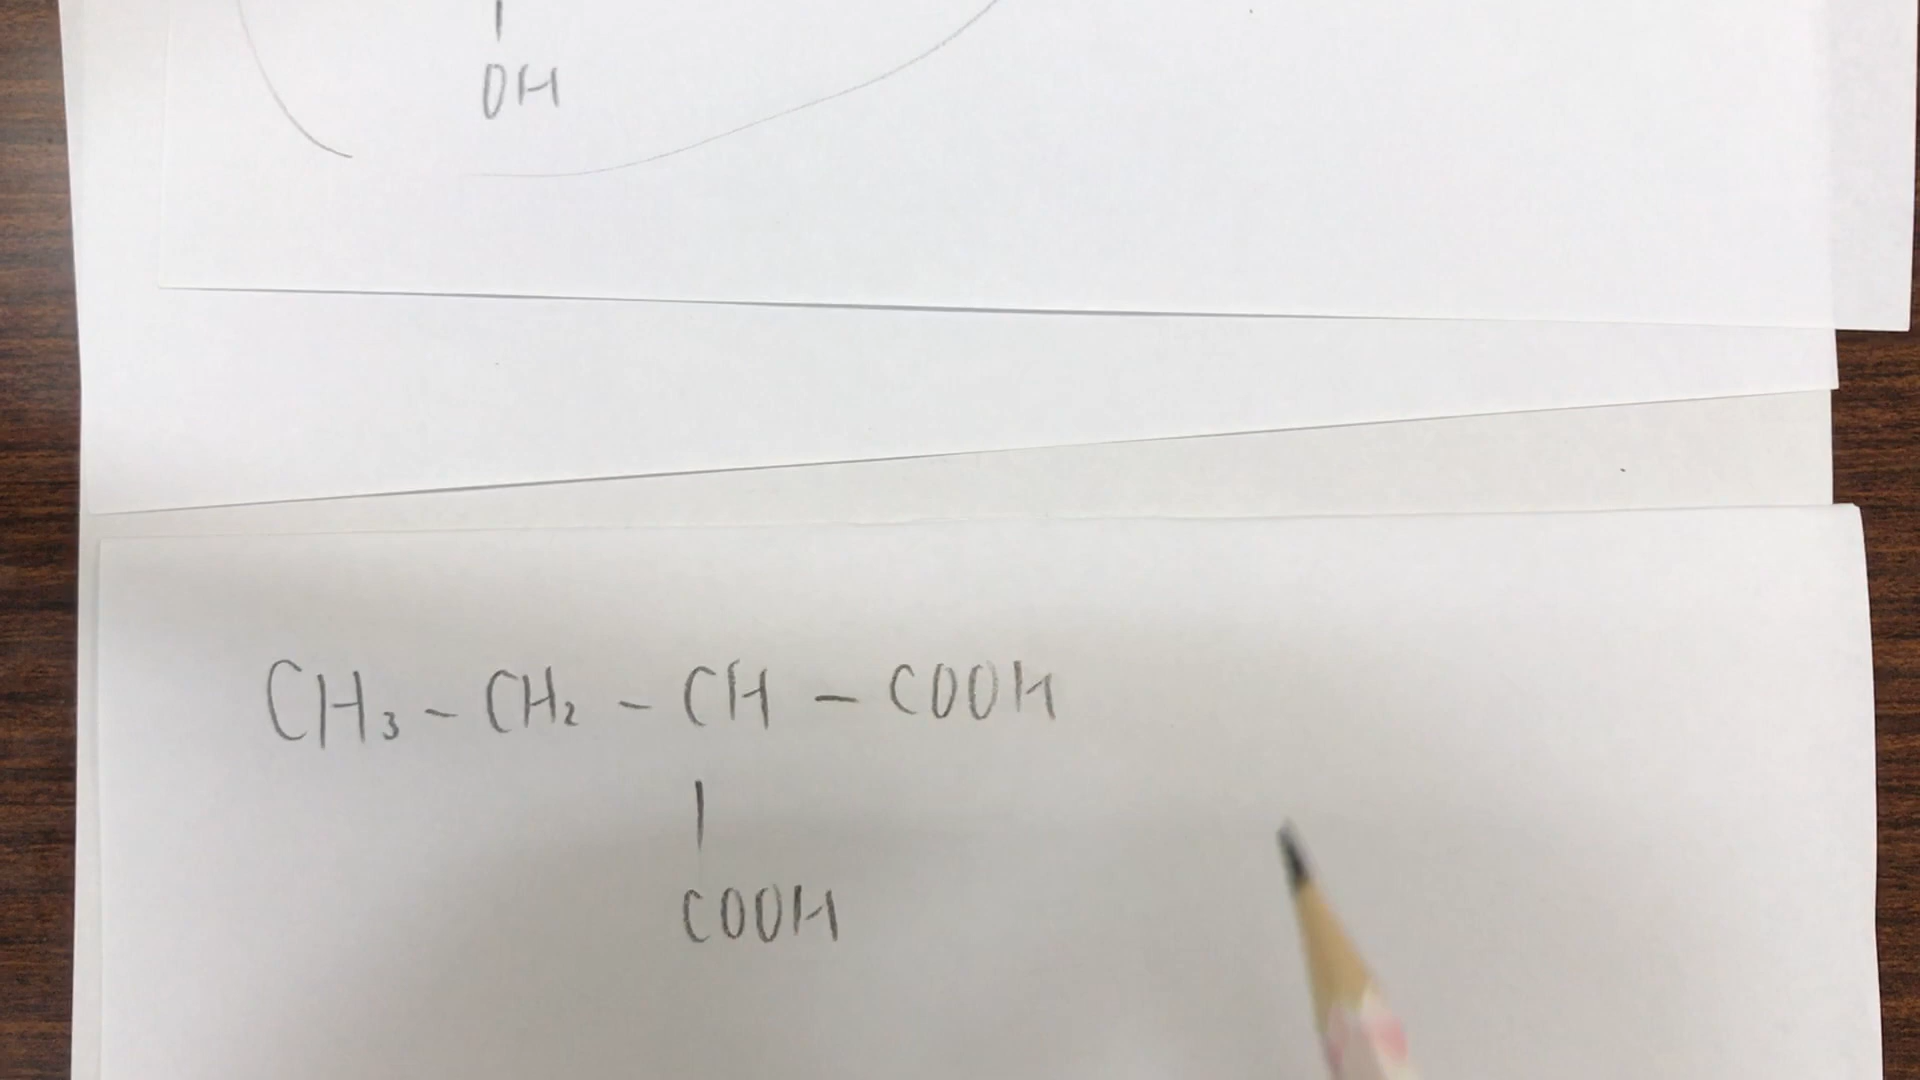 OH
CH₃ - CH₂ - CH - COOH
|
COOH